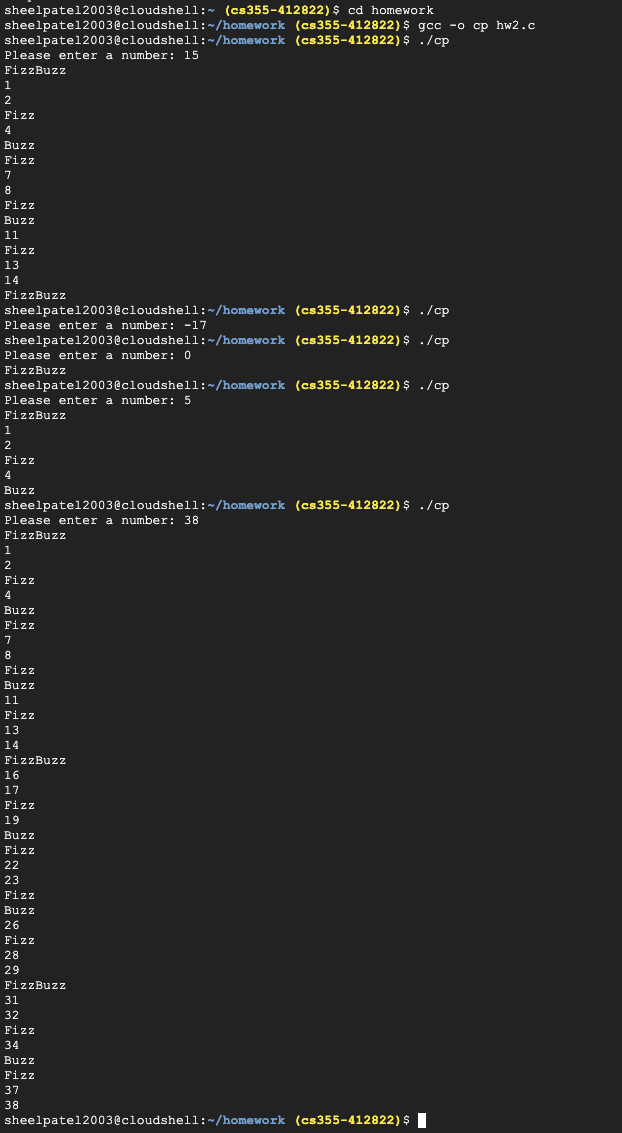 sheelpatel2003@cloudshell:~ (cs355-412822)$ cd homework
sheelpatel2003@cloudshell:~/homework (cs355-412822)$ gcc -o cp hw2.c
sheelpatel2003@cloudshell:~/homework (cs355-412822)$ ./cp
Please enter a number: 15
FizzBuzz
1
2
Fizz
4
Buzz
Fizz
7
8
Fizz
Buzz
11
Fizz
13
14
FizzBuzz
sheelpatel2003@cloudshell:~/homework (cs355-412822)$ ./cp
Please enter a number: -17
sheelpatel2003@cloudshell:~/homework (cs355-412822)$ ./cp
Please enter a number: 0
FizzBuzz
sheelpatel2003@cloudshell:~/homework (cs355-412822)$ ./cp
Please enter a number: 5
FizzBuzz
1
2
Fizz
4
Buzz
sheelpatel2003@cloudshell:~/homework (cs355-412822)$ ./cp
Please enter a number: 38
FizzBuzz
1
2
Fizz
4
Buzz
Fizz
7
8
Fizz
Buzz
11
Fizz
13
14
FizzBuzz
16
17
Fizz
19
Buzz
Fizz
22
23
Fizz
Buzz
26
Fizz
28
29
FizzBuzz
31
32
Fizz
34
Buzz
Fizz
37
38
sheelpatel2003@cloudshell:~/homework (cs355-412822)$